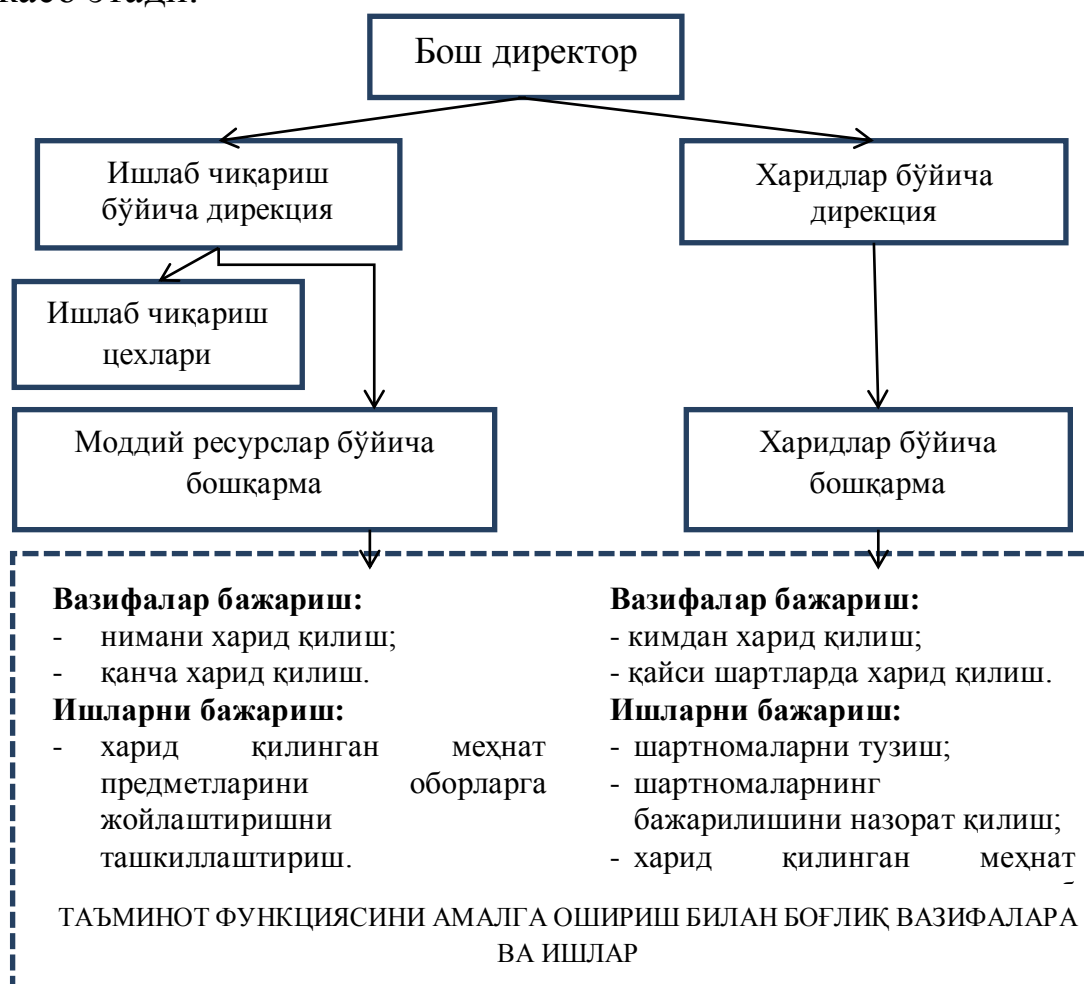 Бош директор
Ишлаб чиқариш
бўйича дирекция
Харидлар бўйича
дирекция
Ишлаб чиқариш
цехлари
Моддий ресурслар бўйича
бошқарма
Харидлар бўйича
бошқарма
Вазифалар бажариш:
- нимани харид қилиш;
- қанча харид қилиш.
Ишларни бажариш:
- харид қилинган меҳнат
предметларини оборларга
жойлаштиришни
ташкиллаштириш.
Вазифалар бажариш:
- кимдан харид қилиш;
- қайси шартларда харид қилиш.
Ишларни бажариш:
- шартномаларни тузиш;
- шартномаларнинг
бажарилишини назорат қилиш;
- харид қилинган меҳнат
ТАЪМИНОТ ФУНКЦИЯСИНИ АМАЛГА ОШИРИШ БИЛАН БОҒЛИҚ ВАЗИФАЛАРА
ВА ИШЛАР